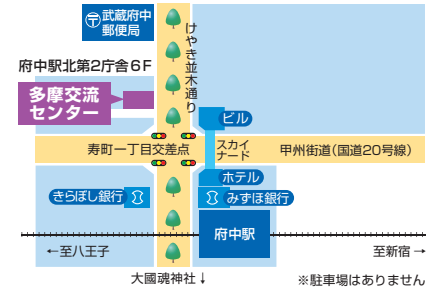 武蔵府中
郵便局
けやき並木通り
府中駅北第2庁舎6F
多摩交流
センター
ビル
寿町一丁目交差点
スカイ
ナード
甲州街道(国道20号線)
ホテル
きらぼし銀行
みずほ銀行
府中駅
←至八王子
至新宿→
大國魂神社↓
※駐車場はありません